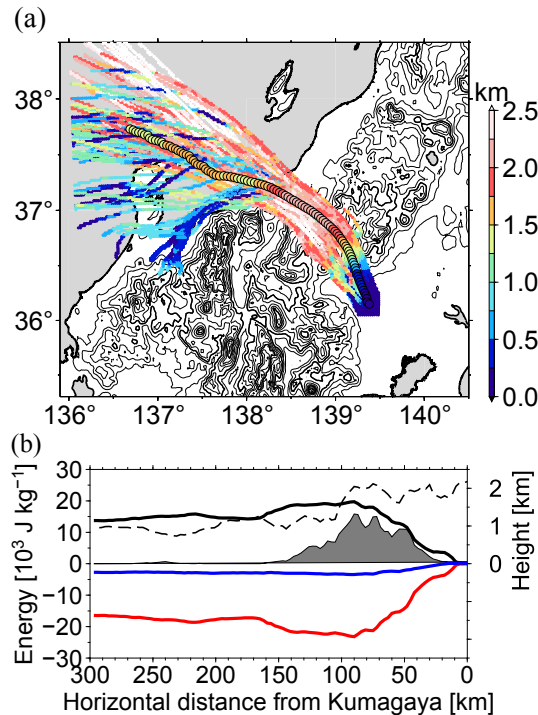 (a)
km
38°
37°
36°
2.5
2.0
1.5
1.0
0.5
0.0
136° 137° 138° 139° 140°
(b)
Energy [10³ J kg⁻¹]
30
20
10
0
−10
−20
−30
2
1
0
Height [km]
300 250 200 150 100 50 0
Horizontal distance from Kumagaya [km]